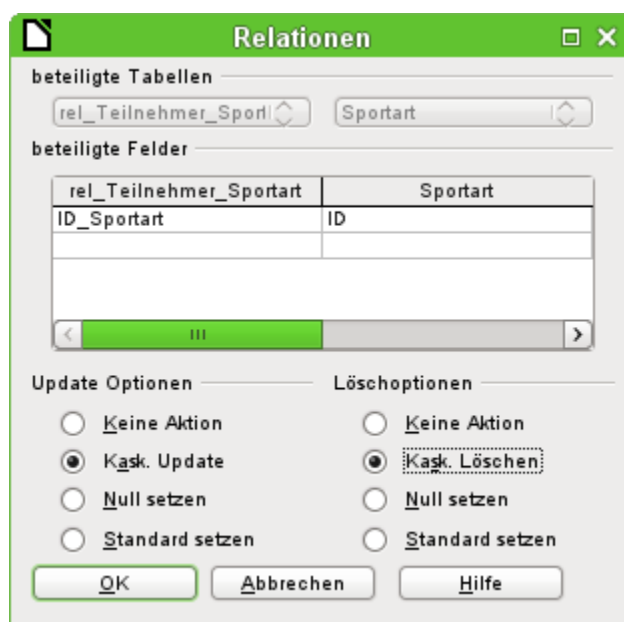 Relationen
beteiligte Tabellen
rel_Teilnehmer_Sport Sportart
beteiligte Felder
rel_Teilnehmer_Sportart Sportart
ID_Sportart ID
Update Optionen Löschoptionen
Keine Aktion Keine Aktion
Kask. Update Kask. Löschen
Null setzen Null setzen
Standard setzen Standard setzen
OK Abbrechen Hilfe